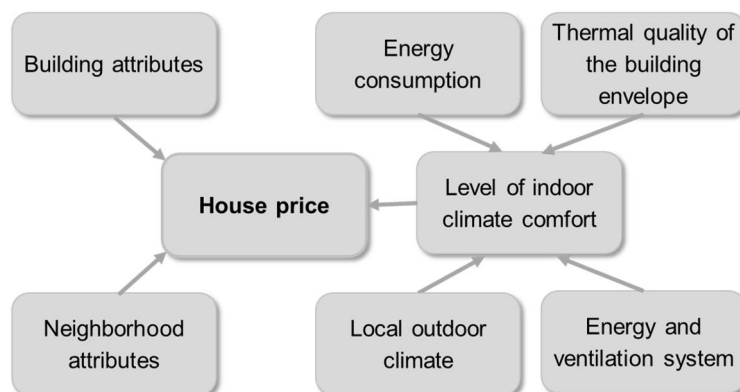 Building attributes
Energy
consumption
Thermal quality of
the building
envelope
House price
Level of indoor
climate comfort
Neighborhood
attributes
Local outdoor
climate
Energy and
ventilation system